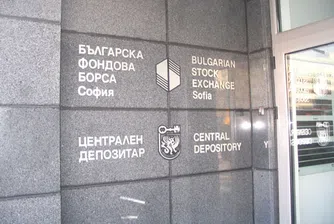 БЪЛГАРСКА
ФОНДОВА
БОРСА
София
BULGARIAN
STOCK
EXCHANGE
Sofia
ЦЕНТРАЛЕН
ДЕПОЗИТАР
CENTRAL
DEPOSITORY